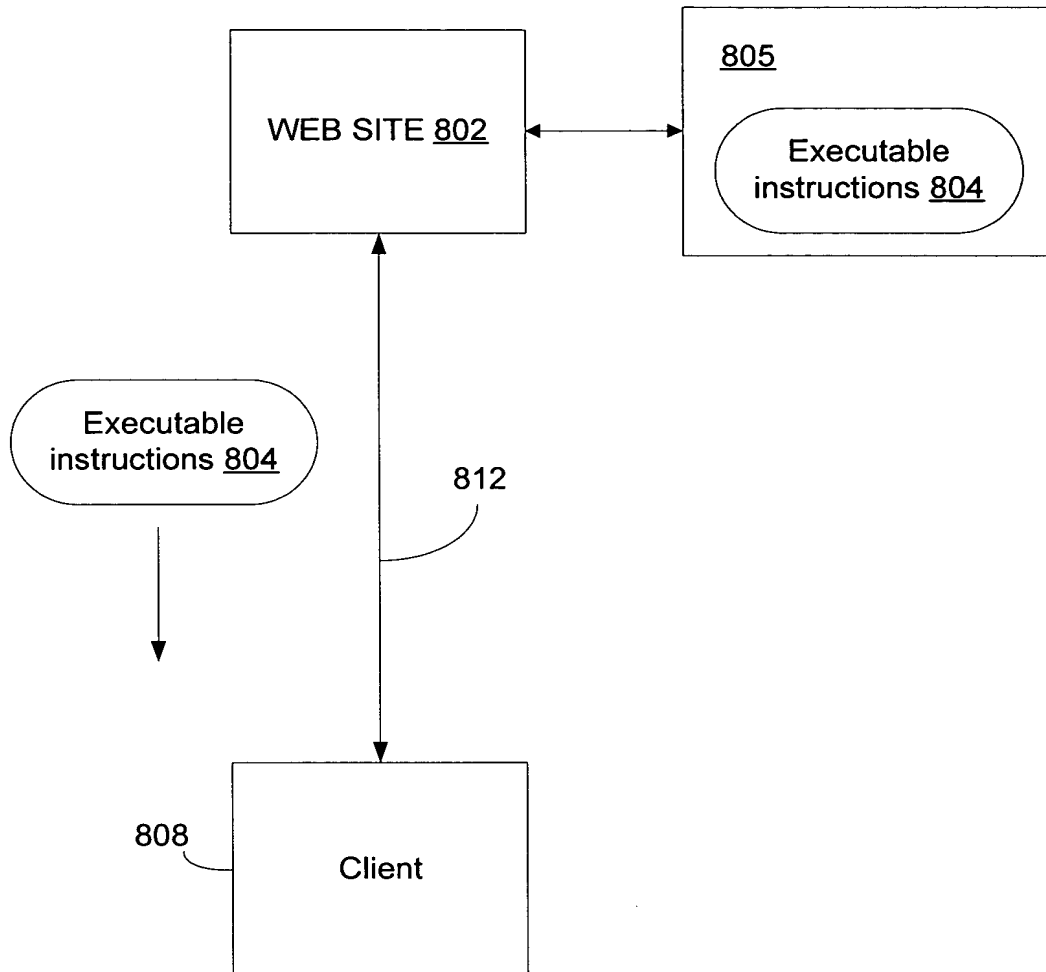 805
WEB SITE 802
Executable
instructions 804
Executable
instructions 804
812
808
Client